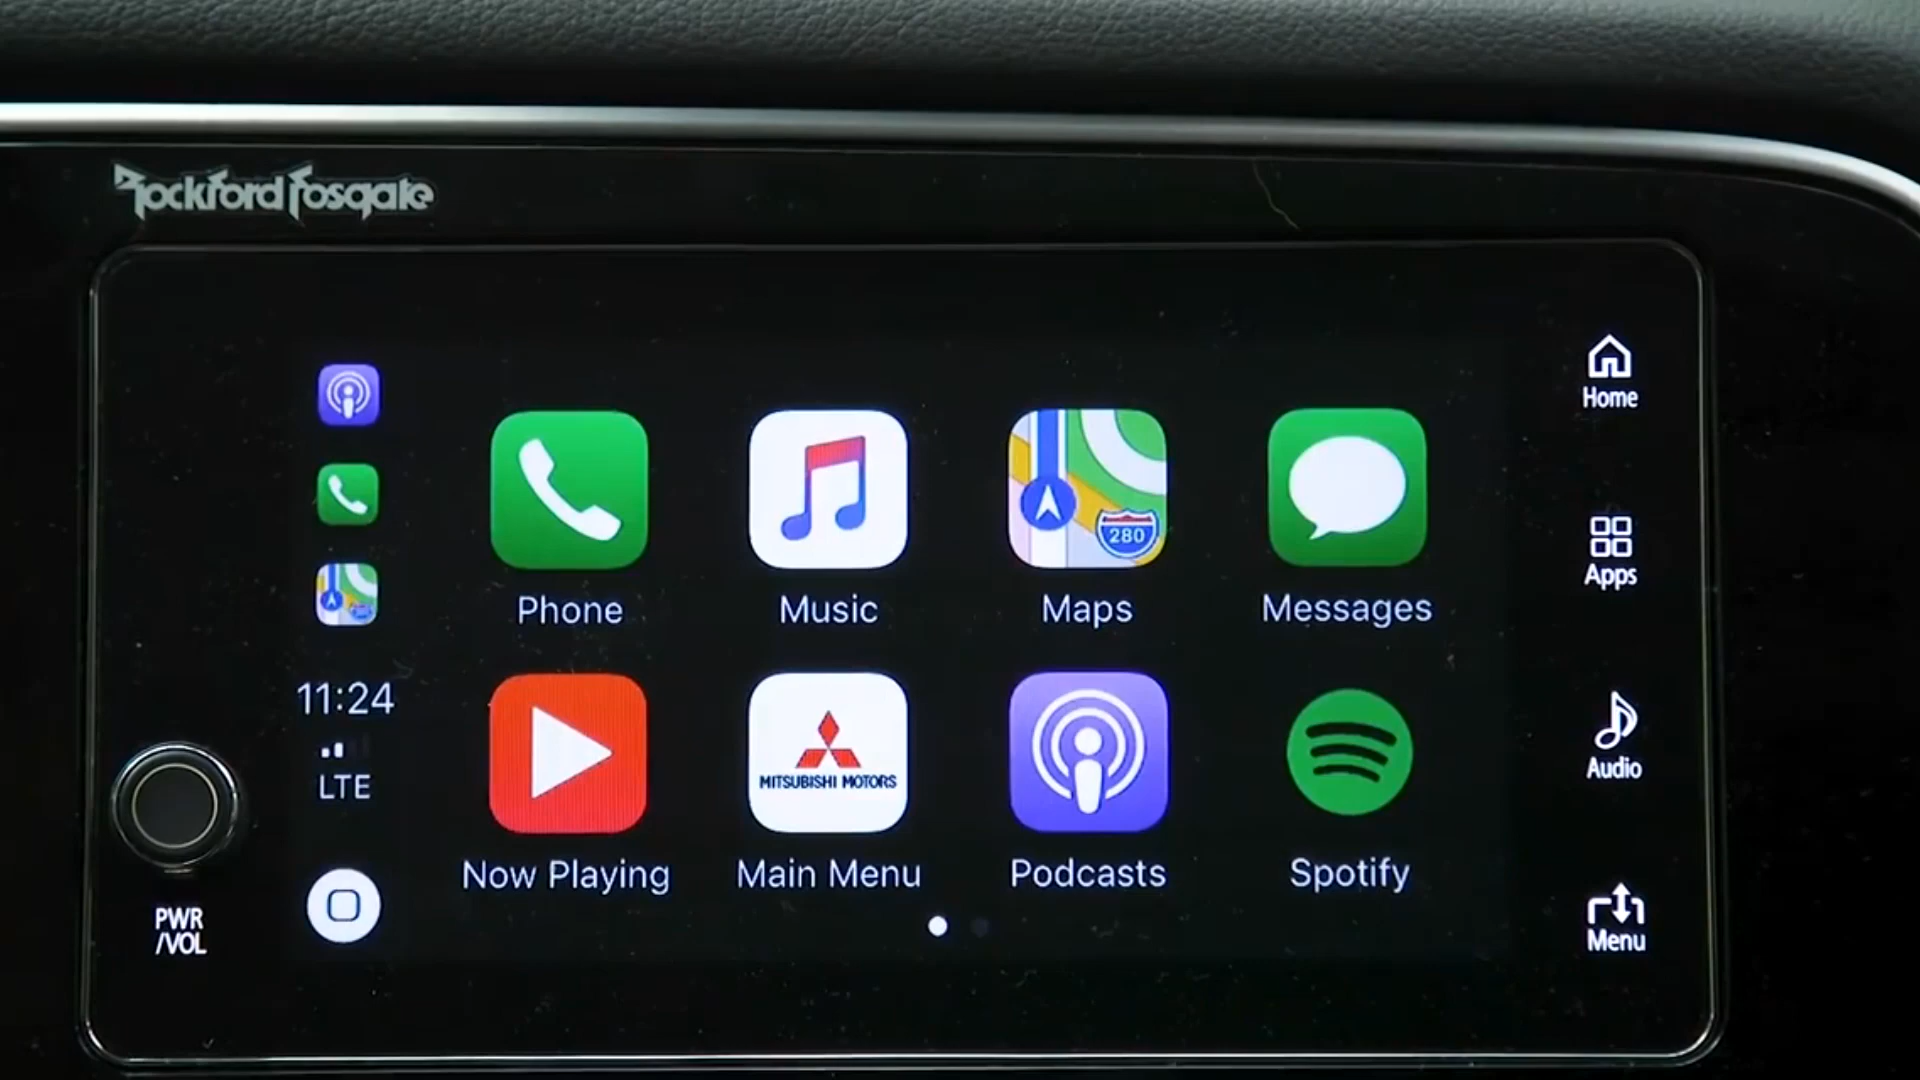 Rockford Fosgate
Home
280
Phone
Music
Maps
Messages
Apps
11:24
LTE
MITSUBISHI MOTORS
Audio
Now Playing
Main Menu
Podcasts
Spotify
PWR
/VOL
Menu